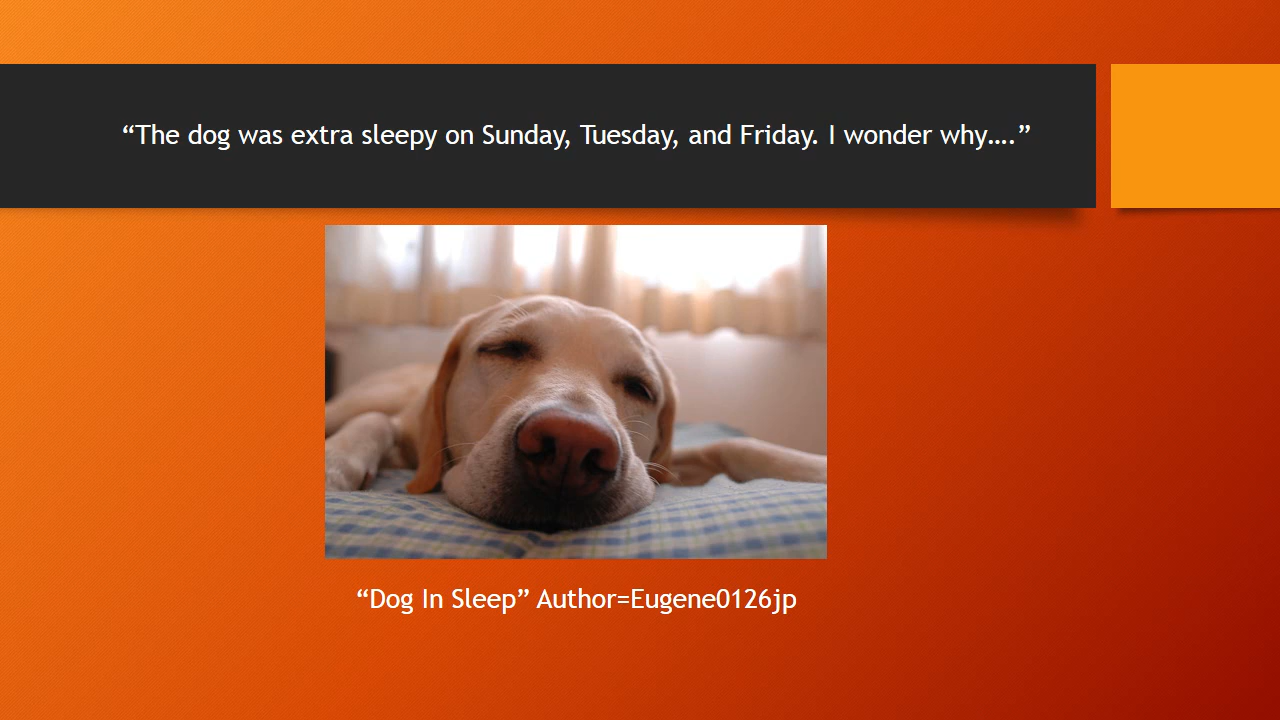 “The dog was extra sleepy on Sunday, Tuesday, and Friday. I wonder why….”
“Dog In Sleep” Author=Eugene0126jp